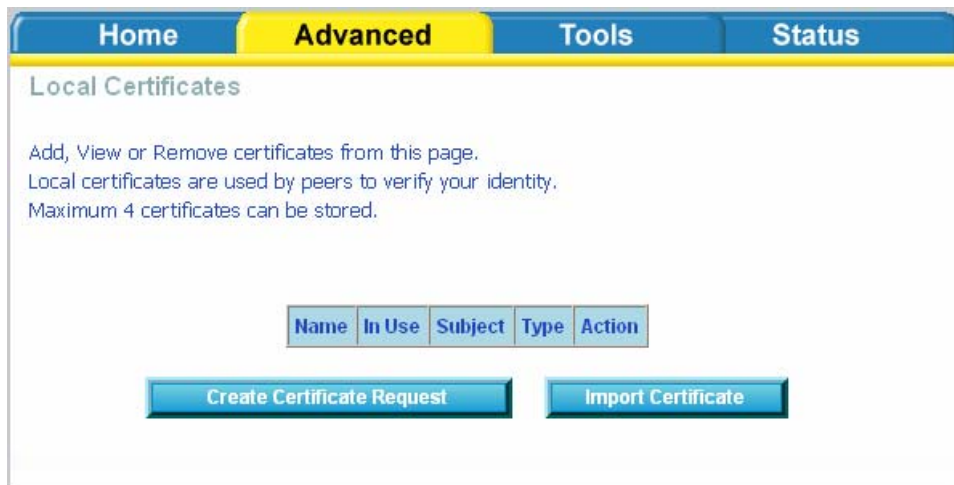 Home Advanced Tools Status
Local Certificates
Add, View or Remove certificates from this page.
Local certificates are used by peers to verify your identity.
Maximum 4 certificates can be stored.
Name In Use Subject Type Action
Create Certificate Request Import Certificate